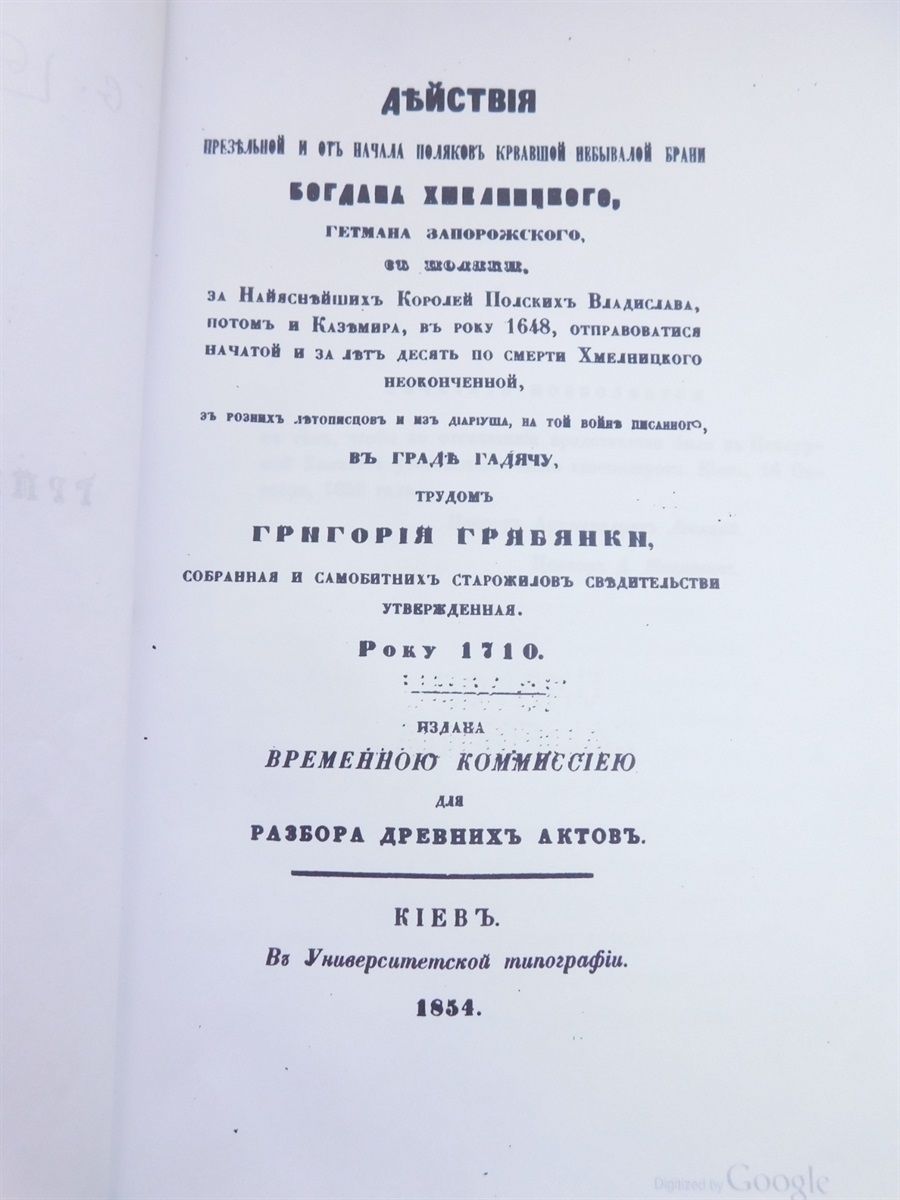 ДѢЙСТВІЯ
ПРЕЗѢЛЬНОЙ И ОТЪ НАЧАЛА ПОЛЯКОВЪ КРВАВШОЙ НЕБЫВАЛОЙ БРАНИ
БОГДАНА ХМЕЛНИЦКОГО,
ГЕТМАНА ЗАПОРОЖСКОГО,
СЪ ПОЛЯКИ,
ЗА НАЙЯСНѢЙШИХЪ КОРОЛЕЙ ПОЛСКИХЪ ВЛАДИСЛАВА,
ПОТОМЪ И КАЗѢМИРА, ВЪ РОКУ 1648, ОТПРАВОВАТИСЯ
НАЧАТОЙ И ЗА ЛѢТЪ ДЕСЯТЬ ПО СМЕРТИ ХМЕЛНИЦКОГО
НЕОКОНЧЕННОЙ,
ЗЪ РОЗНИХЪ ЛѢТОПИСЦОВЪ И ИЗЪ ДІАРІУША, НА ТОЙ ВОЙНѢ ПИСАННОГО,
ВЪ ГРАДѢ ГАДЯЧУ,
ТРУДОМЪ
ГРИГОРІЯ ГРЯБЯНКИ,
СОБРАННАЯ И САМОБИТНИХЪ СТАРОЖИЛОВЪ СВѢДИТЕЛЬСТВИ
УТВЕРЖДЕННАЯ.
РОКУ 1710.
ИЗДАНА
ВРЕМЕННОЮ КОММИССІЕЮ
ДЛЯ
РАЗБОРА ДРЕВНИХЪ АКТОВЪ.
КІЕВЪ.
Въ Университетской типографіи.
1854.
Digitized by Google